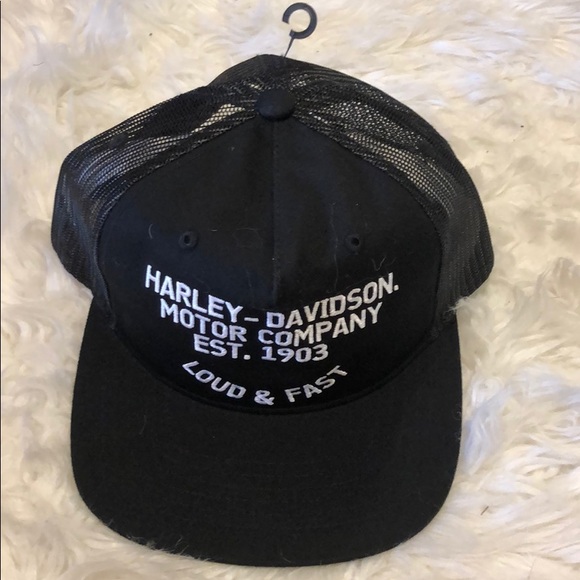 HARLEY-DAVIDSON.
MOTOR COMPANY
EST. 1903
LOUD & FAST